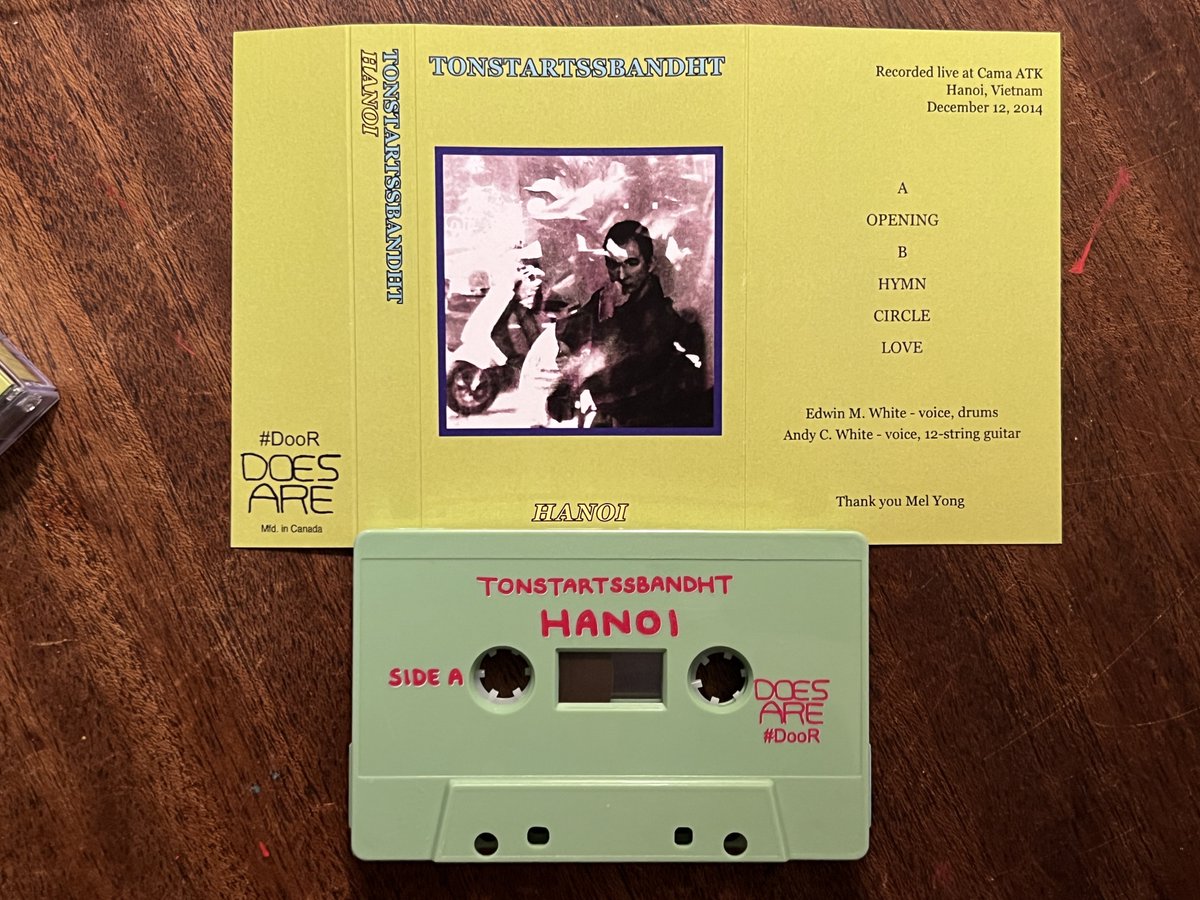 #DooR
DOES
ARE
Mfd. in Canada
TONSTARTSSBANDHT
HANOI
TONSTARTSSBANDHT
HANOI
Recorded live at Cama ATK
Hanoi, Vietnam
December 12, 2014
A
OPENING
B
HYMN
CIRCLE
LOVE
Edwin M. White - voice, drums
Andy C. White - voice, 12-string guitar
Thank you Mel Yong
TONSTARTSSBANDHT
HANOI
SIDE A
DOES
ARE
#DooR